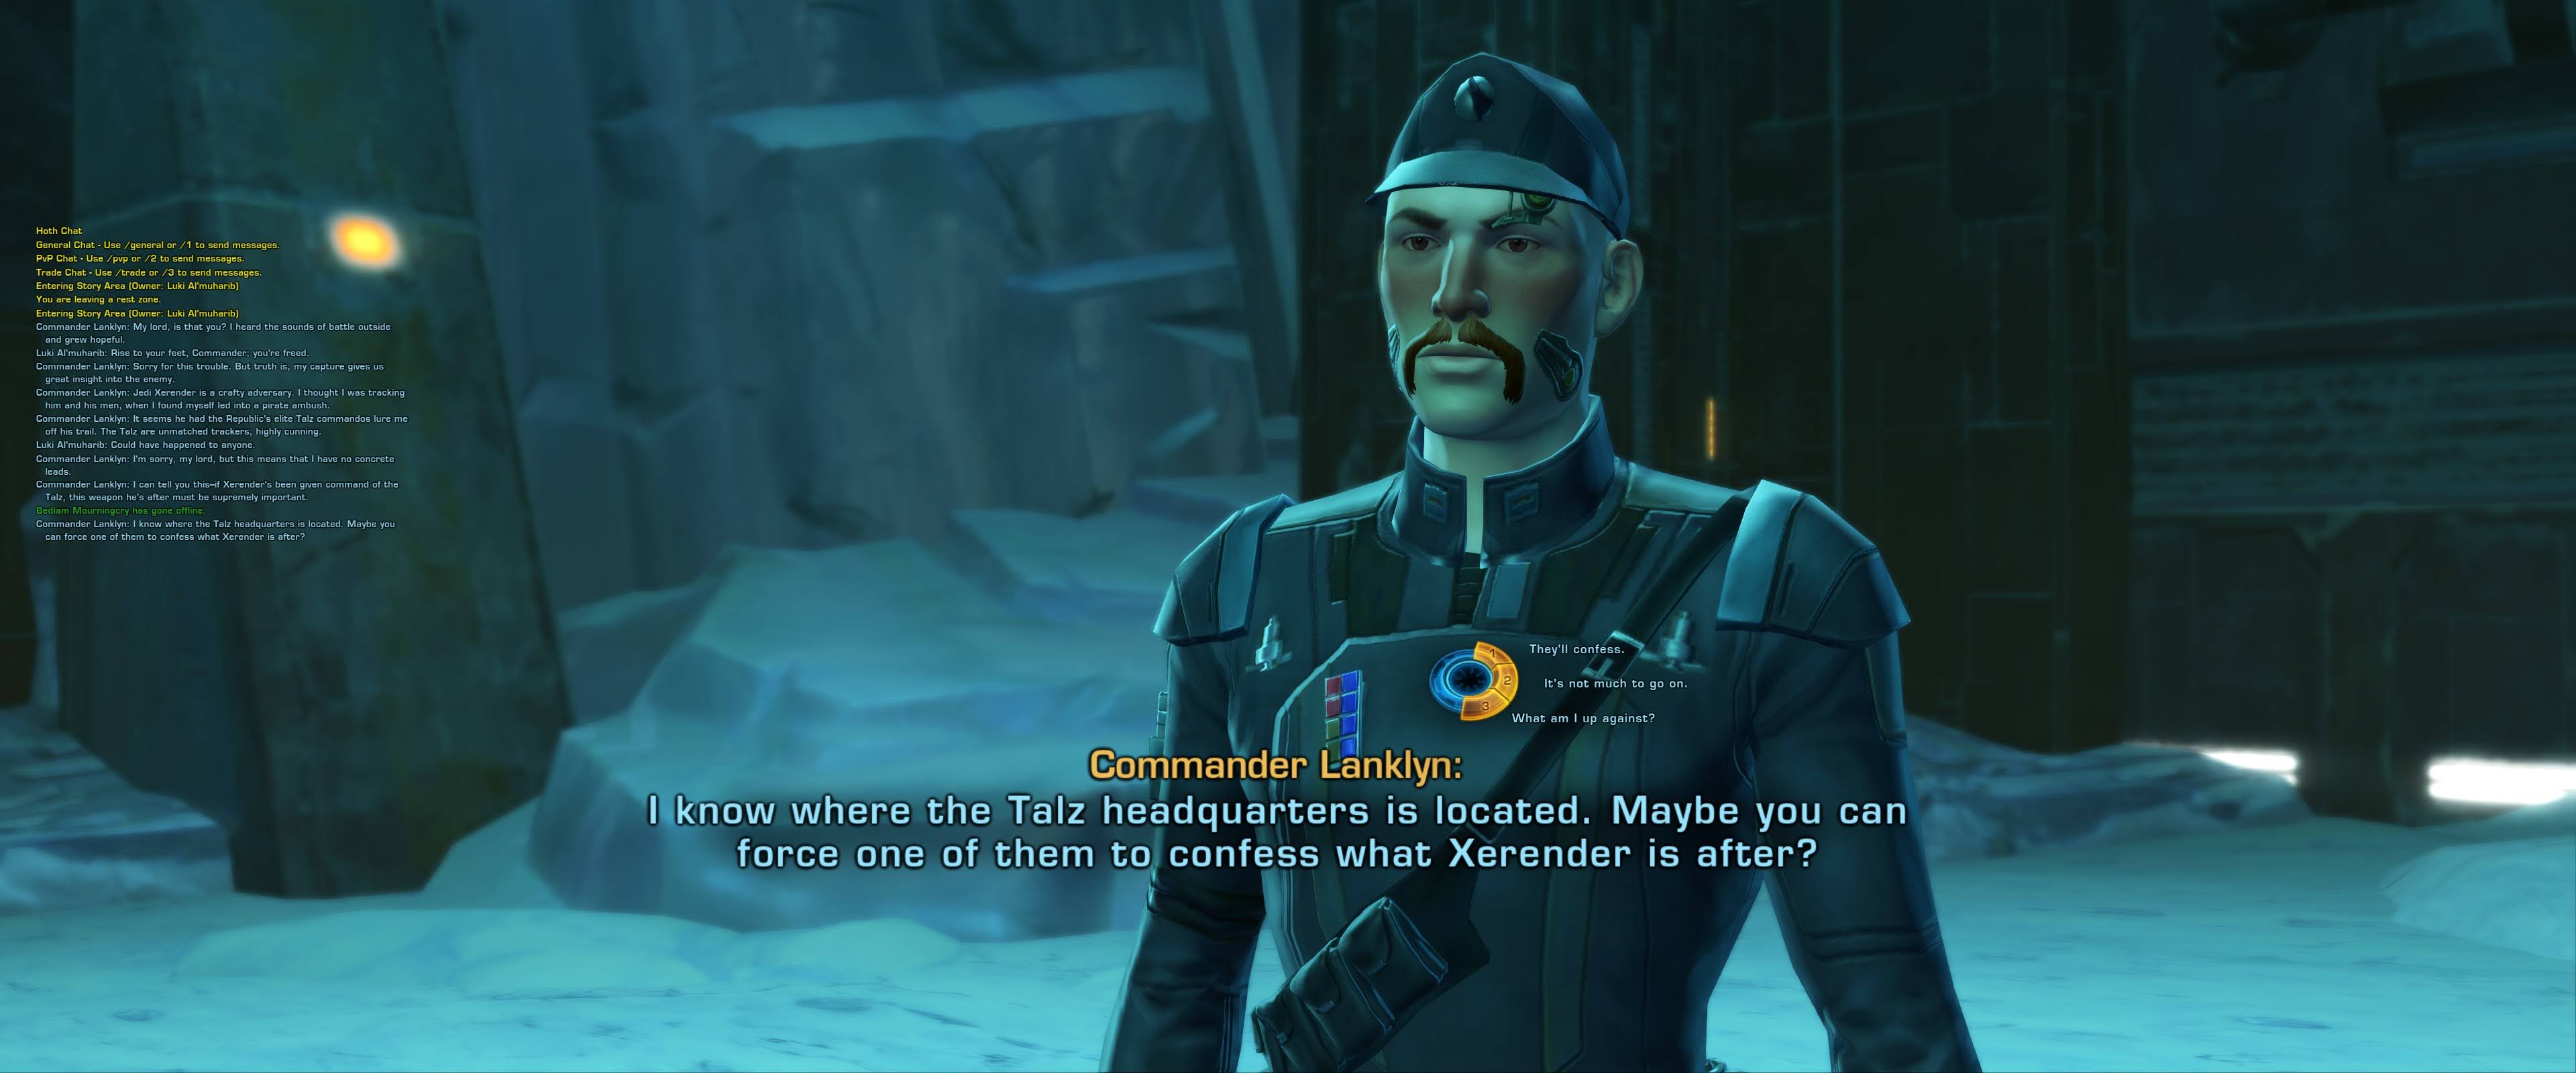 Hoth Chat
General Chat - Use /general or /1 to send messages.
PvP Chat - Use /pvp or /2 to send messages.
Trade Chat - Use /trade or /3 to send messages.
Entering Story Area (Owner: Luki Al'muharib)
You are leaving a rest zone.
Entering Story Area (Owner: Luki Al'muharib)
Commander Lanklyn: My lord, is that you? I heard the sounds of battle outside
and grew hopeful.
Luki Al'muharib: Rise to your feet, Commander; you're freed.
Commander Lanklyn: Sorry for this trouble. But truth is, my capture gives us
great insight into the enemy.
Commander Lanklyn: Jedi Xerender is a crafty adversary. I thought I was tracking
him and his men, when I found myself led into a pirate ambush.
Commander Lanklyn: It seems he had the Republic's elite Talz commandos lure me
off his trail. The Talz are unmatched trackers, highly cunning.
Luki Al'muharib: Could have happened to anyone.
Commander Lanklyn: I'm sorry, my lord, but this means that I have no concrete
leads.
Commander Lanklyn: I can tell you this–if Xerender's been given command of the
Talz, this weapon he's after must be supremely important.
Bedlam Mourningcry has gone offline.
Commander Lanklyn: I know where the Talz headquarters is located. Maybe you
can force one of them to confess what Xerender is after?
1 They'll confess.
2 It's not much to go on.
3 What am I up against?
Commander Lanklyn:
I know where the Talz headquarters is located. Maybe you can
force one of them to confess what Xerender is after?